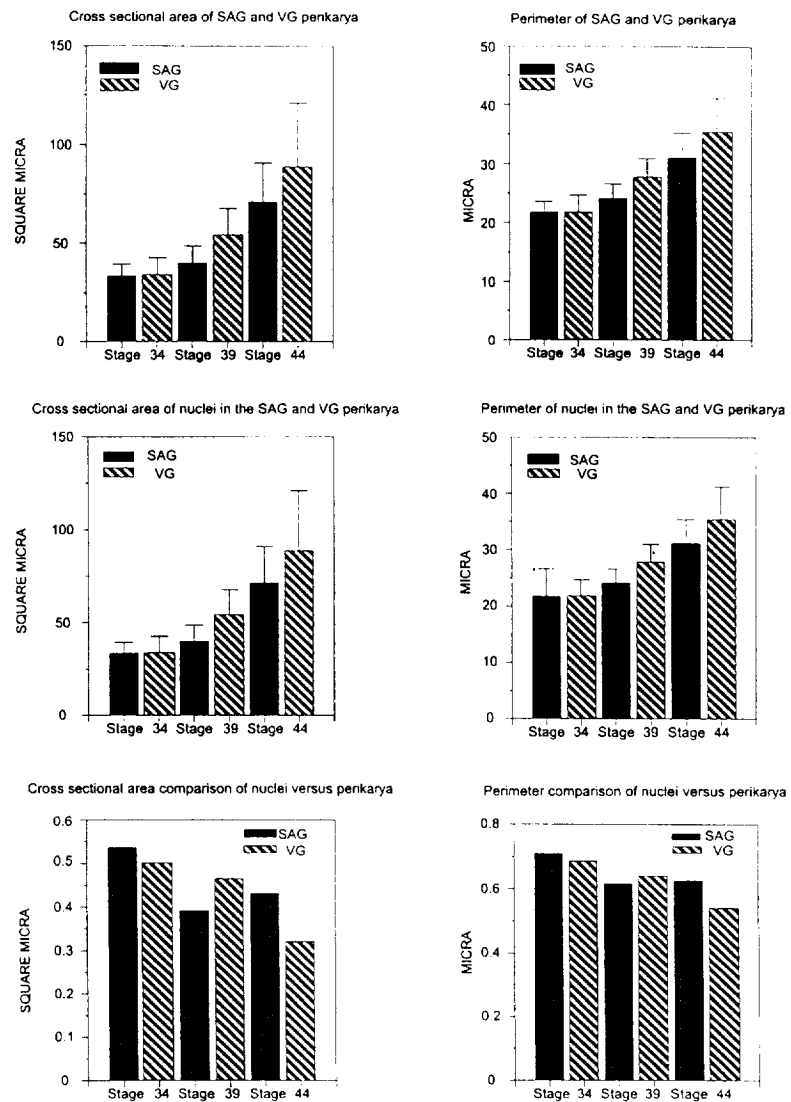 Cross sectional area of SAG and VG perikarya
150
100
50
0
SQUARE MICRA
SAG
VG
Stage 34 Stage 39 Stage 44
Perimeter of SAG and VG perikarya
50
40
30
20
10
0
MICRA
SAG
VG
Stage 34 Stage 39 Stage 44
Cross sectional area of nuclei in the SAG and VG perikarya
150
100
50
0
SQUARE MICRA
SAG
VG
Stage 34 Stage 39 Stage 44
Perimeter of nuclei in the SAG and VG perikarya
50
40
30
20
10
0
MICRA
SAG
VG
Stage 34 Stage 39 Stage 44
Cross sectional area comparison of nuclei versus perikarya
0.6
0.5
0.4
0.3
0.2
0.1
0
SQUARE MICRA
SAG
VG
Stage 34 Stage 39 Stage 44
Perimeter comparison of nuclei versus perikarya
0.8
0.6
0.4
0.2
0
MICRA
SAG
VG
Stage 34 Stage 39 Stage 44